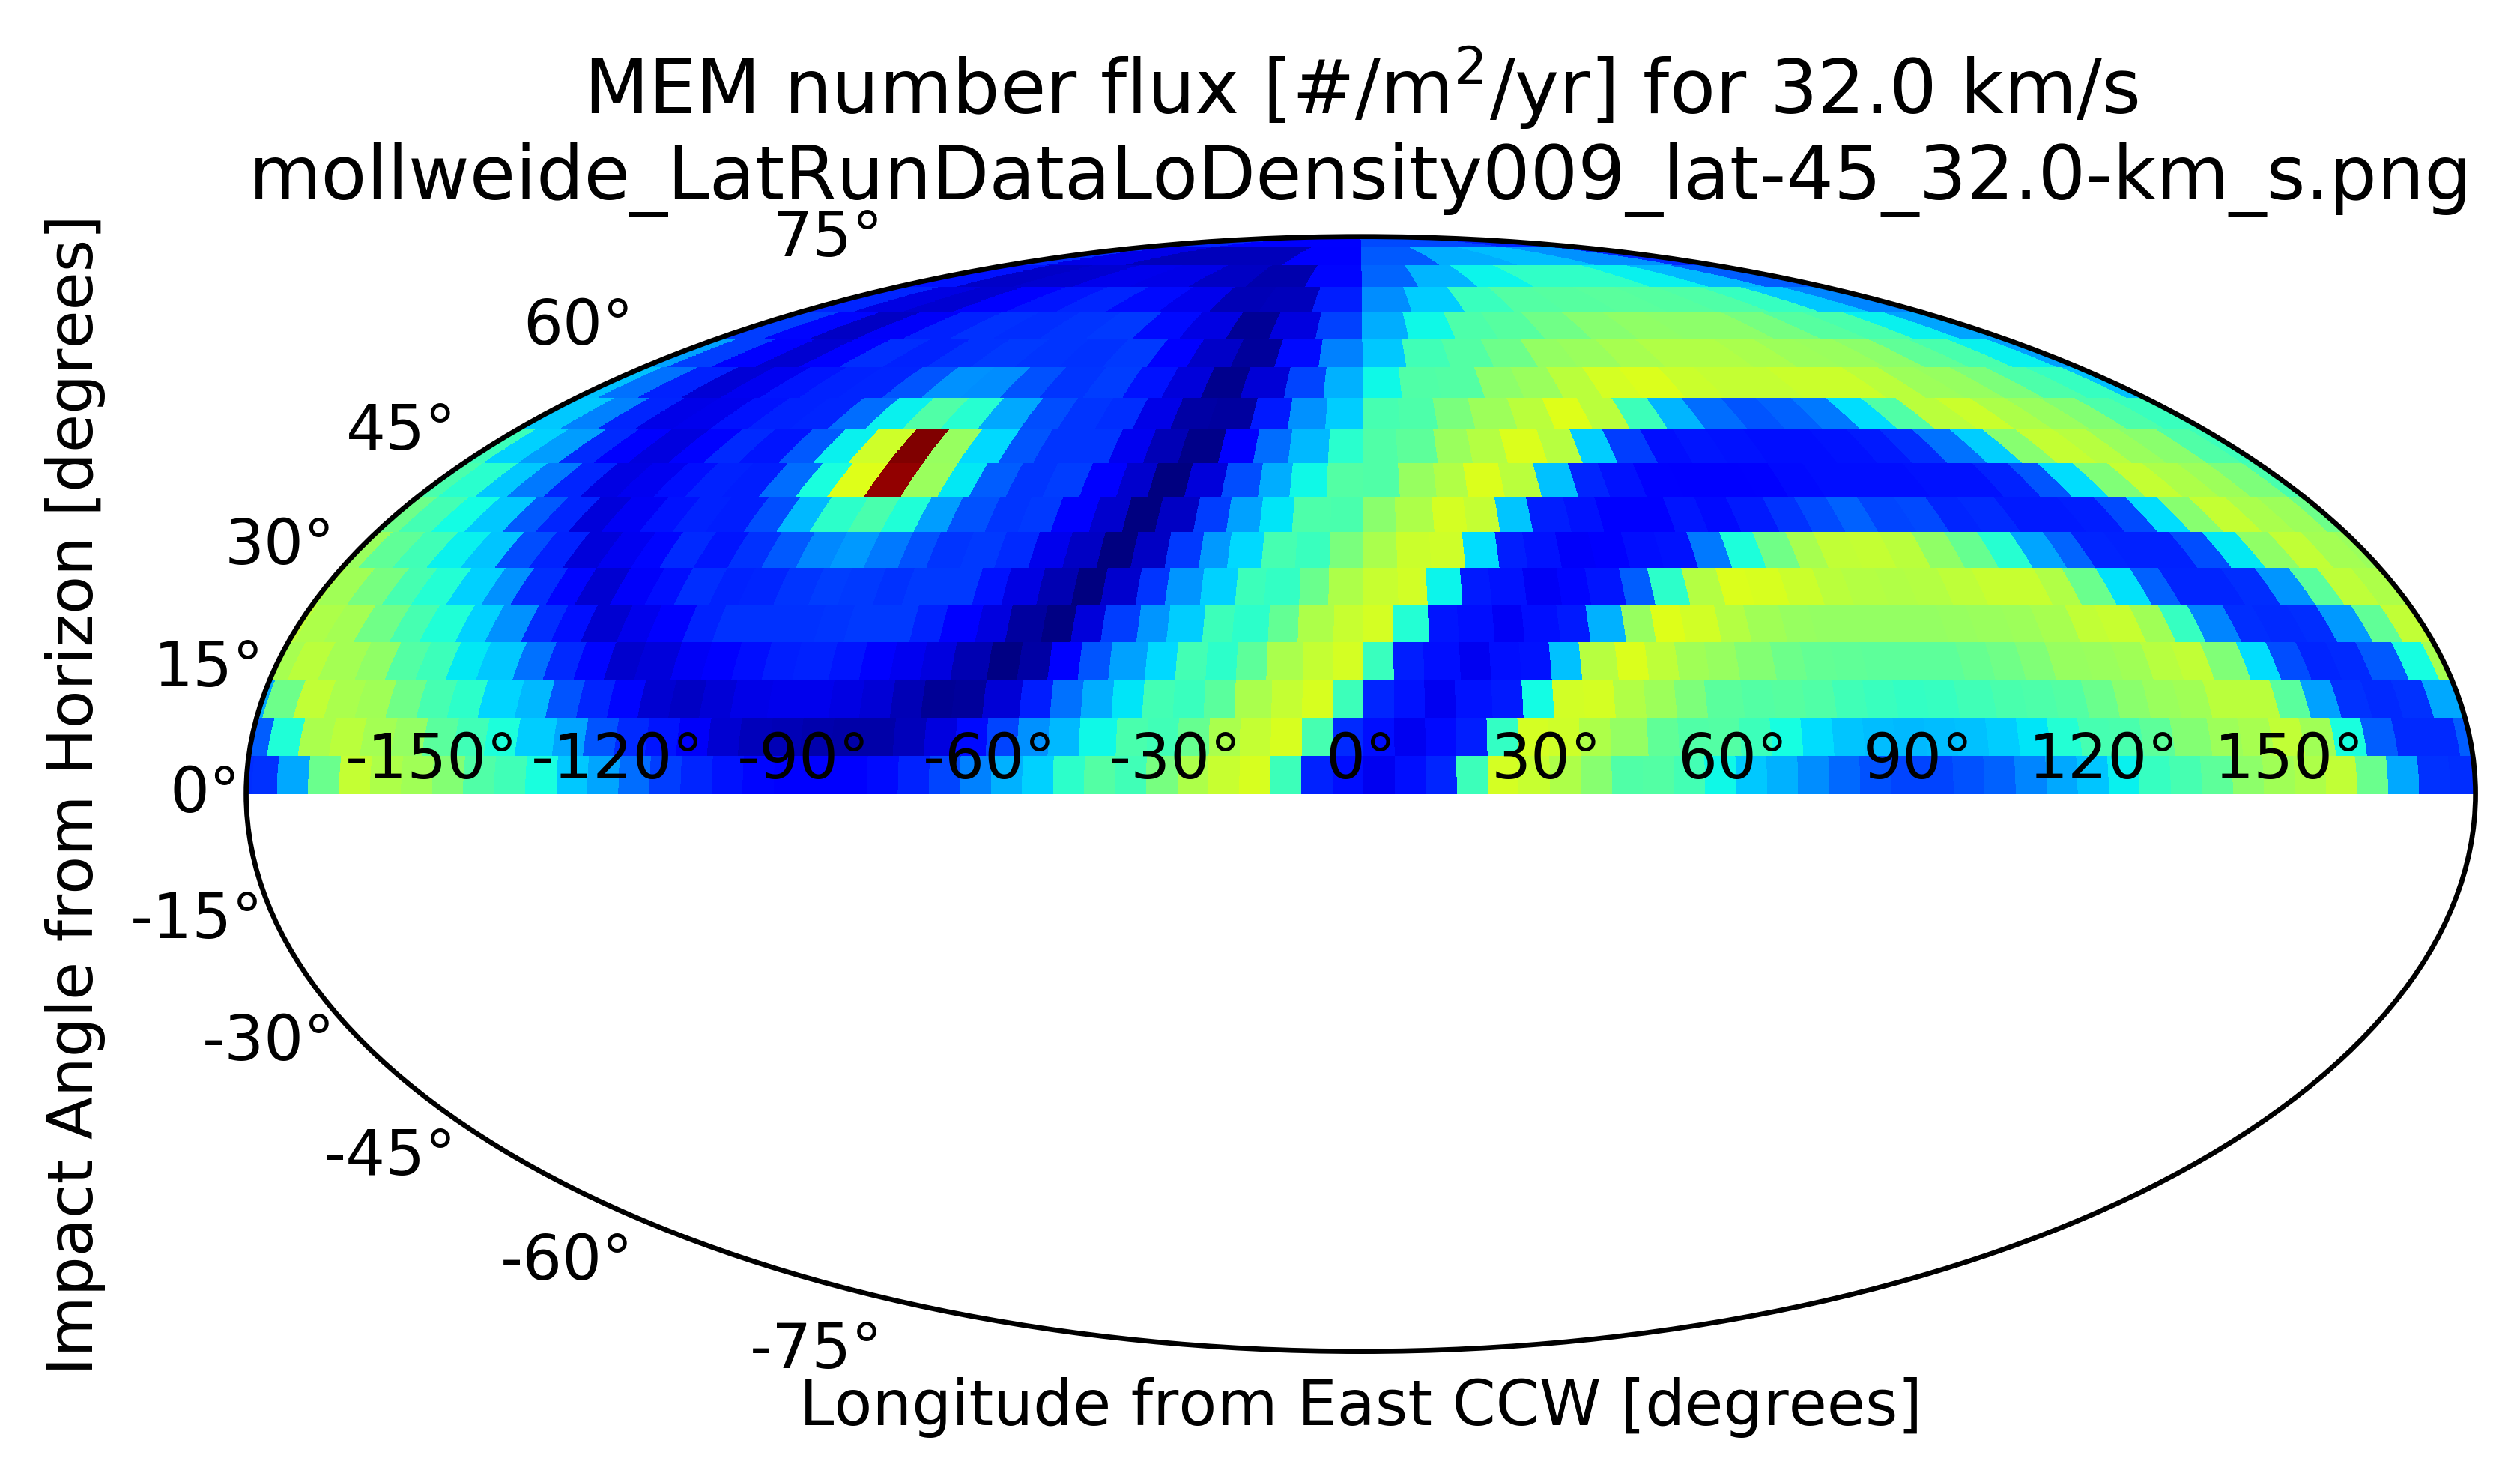 MEM number flux [#/m²/yr] for 32.0 km/s
mollweide_LatRunDataLoDensity009_lat-45_32.0-km_s.png
75°
60°
45°
30°
15°
0°
-15°
-30°
-45°
-60°
-75°
-150° -120° -90° -60° -30° 0° 30° 60° 90° 120° 150°
Impact Angle from Horizon [degrees]
Longitude from East CCW [degrees]